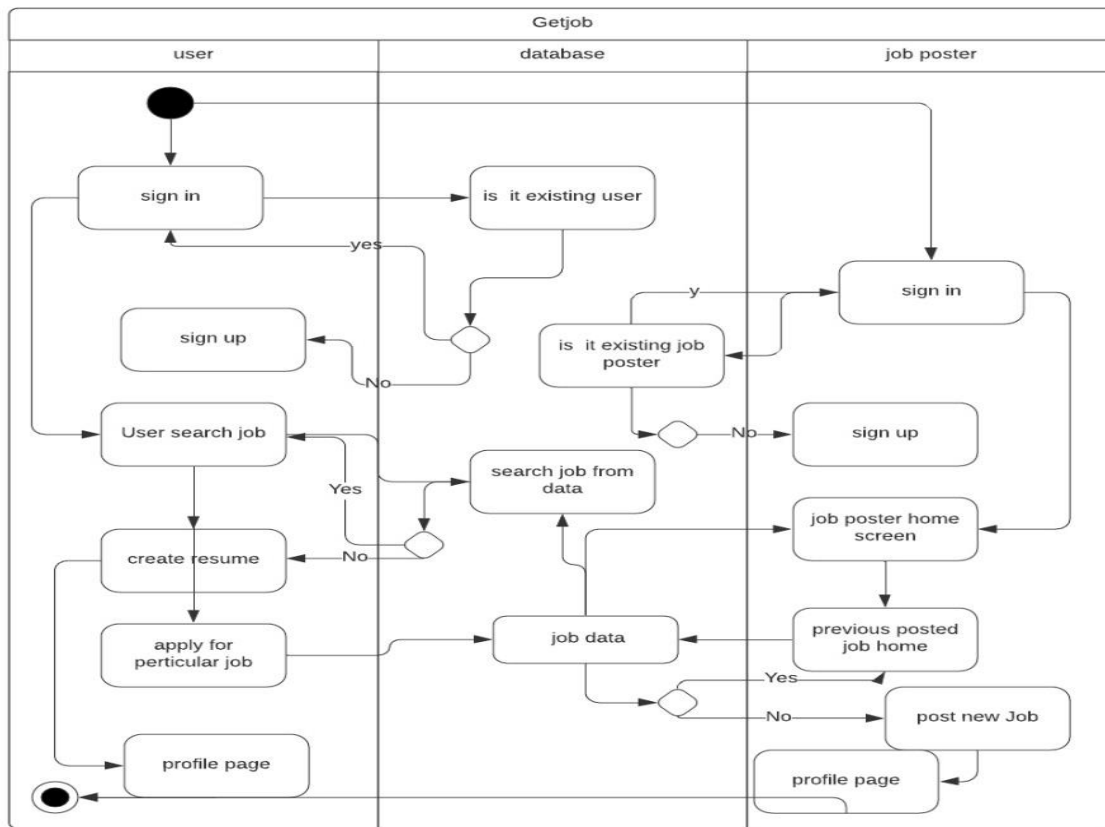 Getjob
user
database
job poster
sign in
is it existing user
yes
sign in
y
sign up
is it existing job
poster
No
User search job
No
sign up
search job from
data
Yes
job poster home
screen
create resume
No
apply for
perticular job
job data
previous posted
job home
Yes
No
post new Job
profile page
profile page